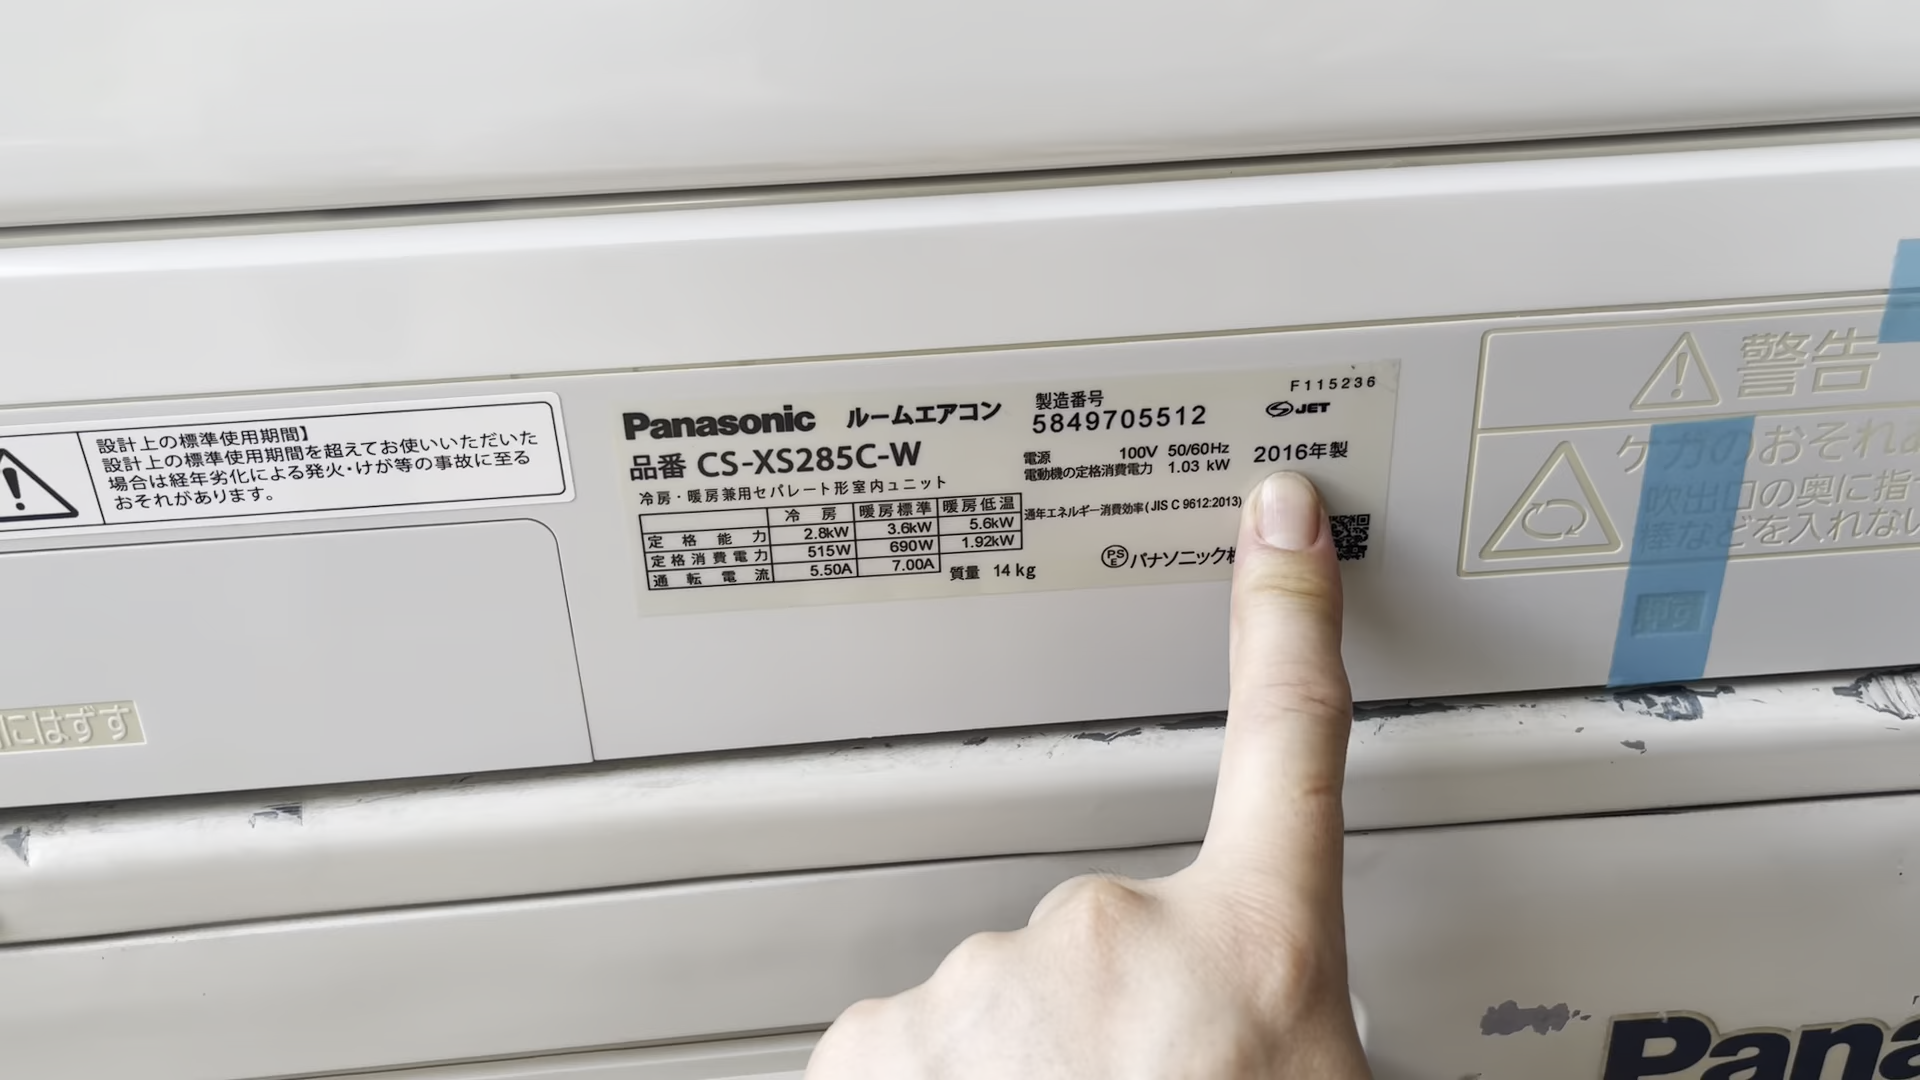 設計上の標準使用期間】
設計上の標準使用期間を超えてお使いいただいた
場合は経年劣化による発火・けが等の事故に至る
おそれがあります。
にはずす
Panasonic ルームエアコン
品番 CS-XS285C-W
冷房・暖房兼用セパレート形室内ユニット
冷房 暖房標準 暖房低温
定格能力 2.8kW 3.6kW 5.6kW
定格消費電力 515W 690W 1.92kW
運転電流 5.50A 7.00A
質量 14kg
製造番号
5849705512
電源 100V 50/60Hz
電動機の定格消費電力 1.03 kW
通年エネルギー消費効率(JIS C 9612:2013)
PS
E
パナソニック株
F115236
JET
2016年製
警告
ケガのおそれあ
吹出口の奥に指
棒などを入れない
押す
Pana